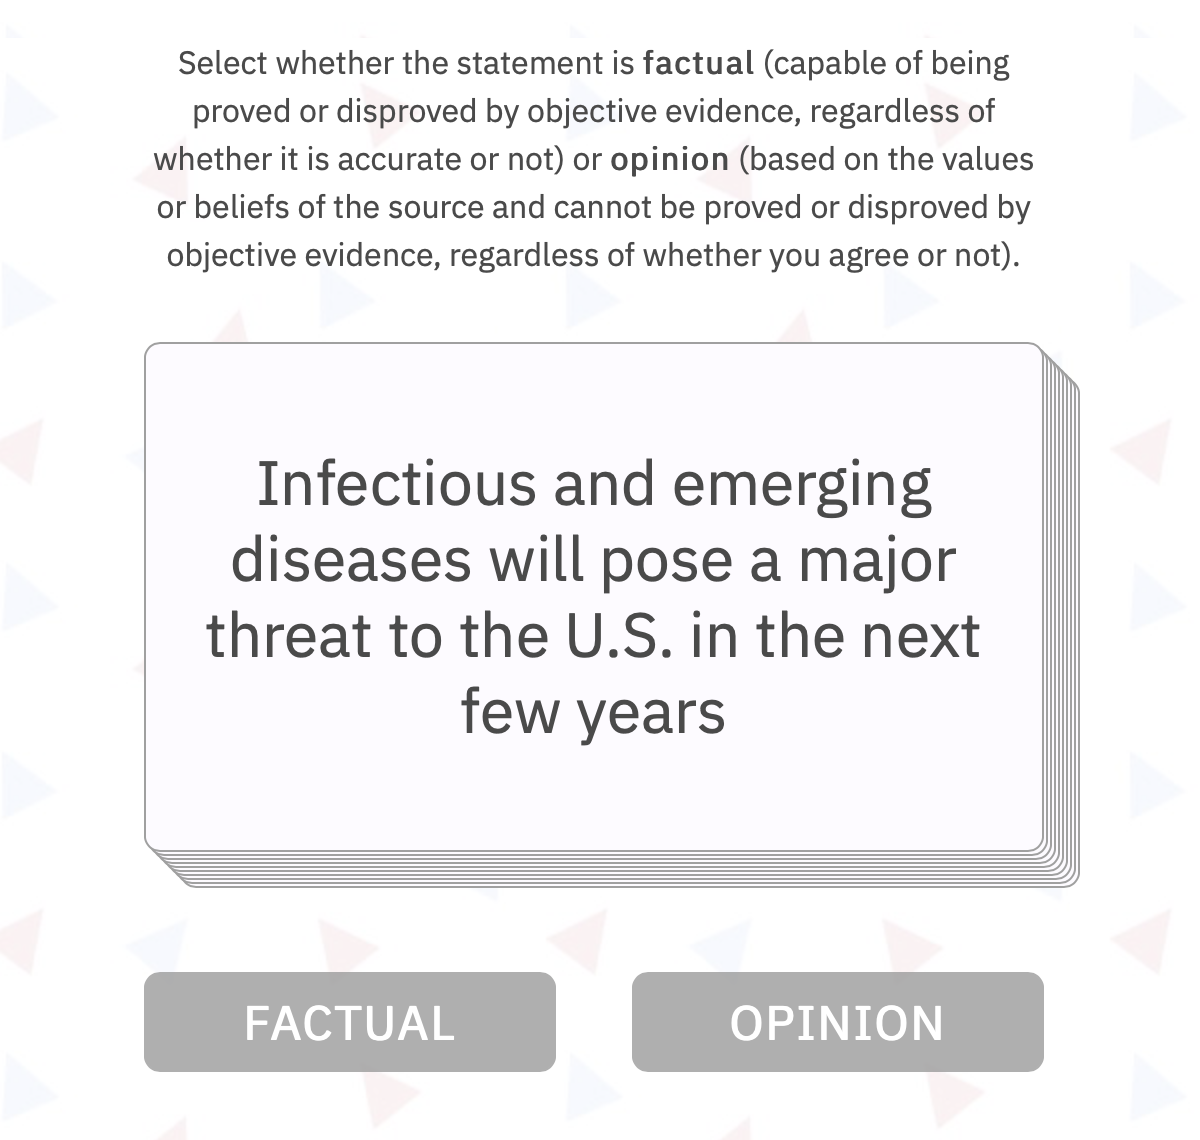 Select whether the statement is factual (capable of being
proved or disproved by objective evidence, regardless of
whether it is accurate or not) or opinion (based on the values
or beliefs of the source and cannot be proved or disproved by
objective evidence, regardless of whether you agree or not).
Infectious and emerging
diseases will pose a major
threat to the U.S. in the next
few years
FACTUAL
OPINION